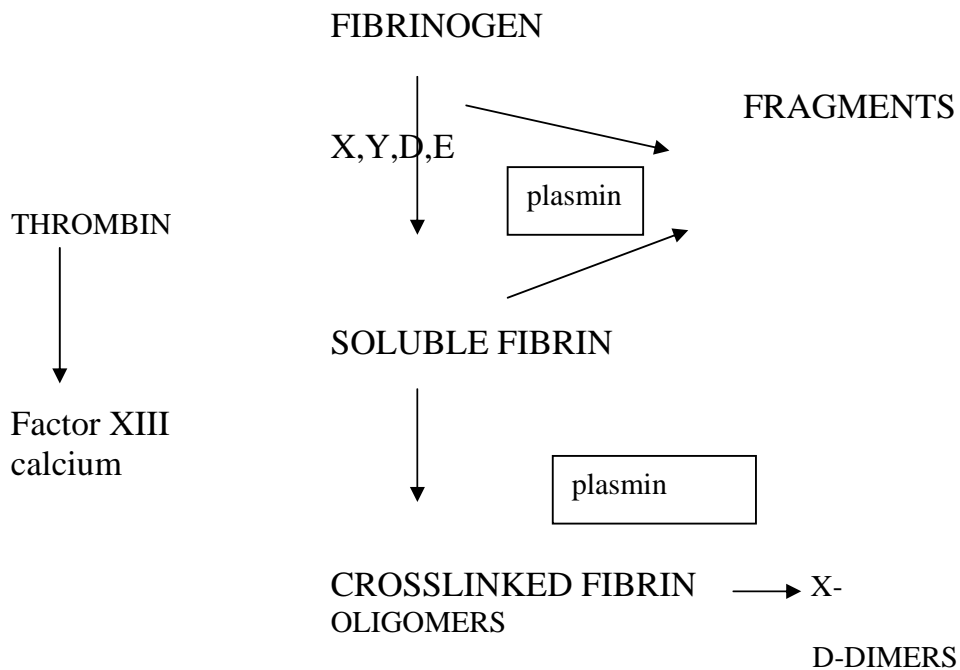 FIBRINOGEN
FRAGMENTS
X,Y,D,E
plasmin
THROMBIN
SOLUBLE FIBRIN
Factor XIII
calcium
plasmin
CROSSLINKED FIBRIN
X-
OLIGOMERS
D-DIMERS